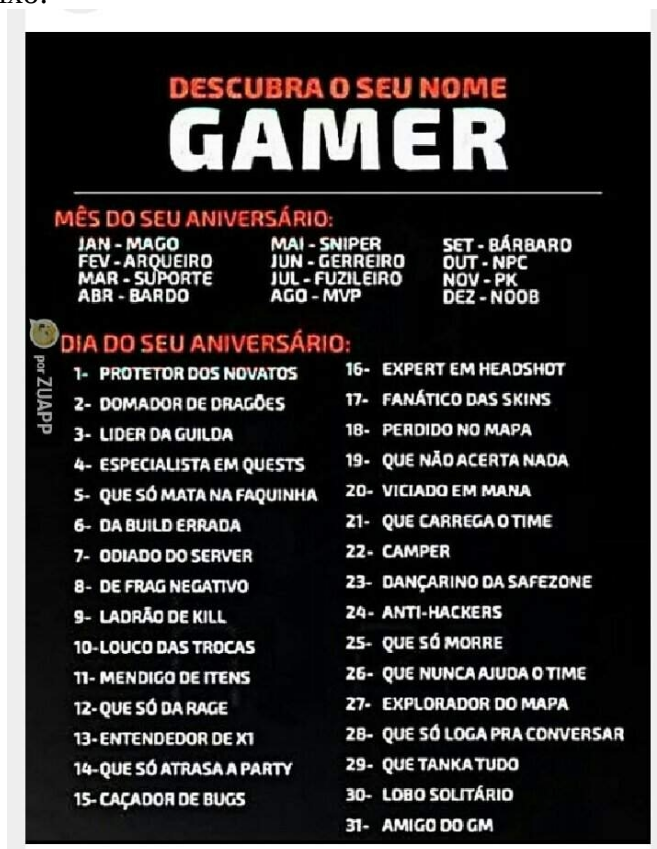 ixo:
DESCUBRA O SEU NOME
GAMER
MÊS DO SEU ANIVERSÁRIO:
JAN - MAGO
FEV - ARQUEIRO
MAR - SUPORTE
ABR - BARDO
MAI - SNIPER
JUN - GERREIRO
JUL - FUZILEIRO
AGO - MVP
SET - BÁRBARO
OUT - NPC
NOV - PK
DEZ - NOOB
por ZUAPP
DIA DO SEU ANIVERSÁRIO:
1- PROTETOR DOS NOVATOS
2- DOMADOR DE DRAGÕES
3- LIDER DA GUILDA
4- ESPECIALISTA EM QUESTS
5- QUE SÓ MATA NA FAQUINHA
6- DA BUILD ERRADA
7- ODIADO DO SERVER
8- DE FRAG NEGATIVO
9- LADRÃO DE KILL
10-LOUCO DAS TROCAS
11- MENDIGO DE ITENS
12-QUE SÓ DA RAGE
13-ENTENDEDOR DE X1
14-QUE SÓ ATRASA A PARTY
15-CAÇADOR DE BUGS
16- EXPERT EM HEADSHOT
17- FANÁTICO DAS SKINS
18- PERDIDO NO MAPA
19- QUE NÃO ACERTA NADA
20- VICIADO EM MANA
21- QUE CARREGA O TIME
22- CAMPER
23- DANÇARINO DA SAFEZONE
24- ANTI-HACKERS
25- QUE SÓ MORRE
26- QUE NUNCA AJUDA O TIME
27- EXPLORADOR DO MAPA
28- QUE SÓ LOGA PRA CONVERSAR
29- QUE TANKA TUDO
30- LOBO SOLITÁRIO
31- AMIGO DO GM